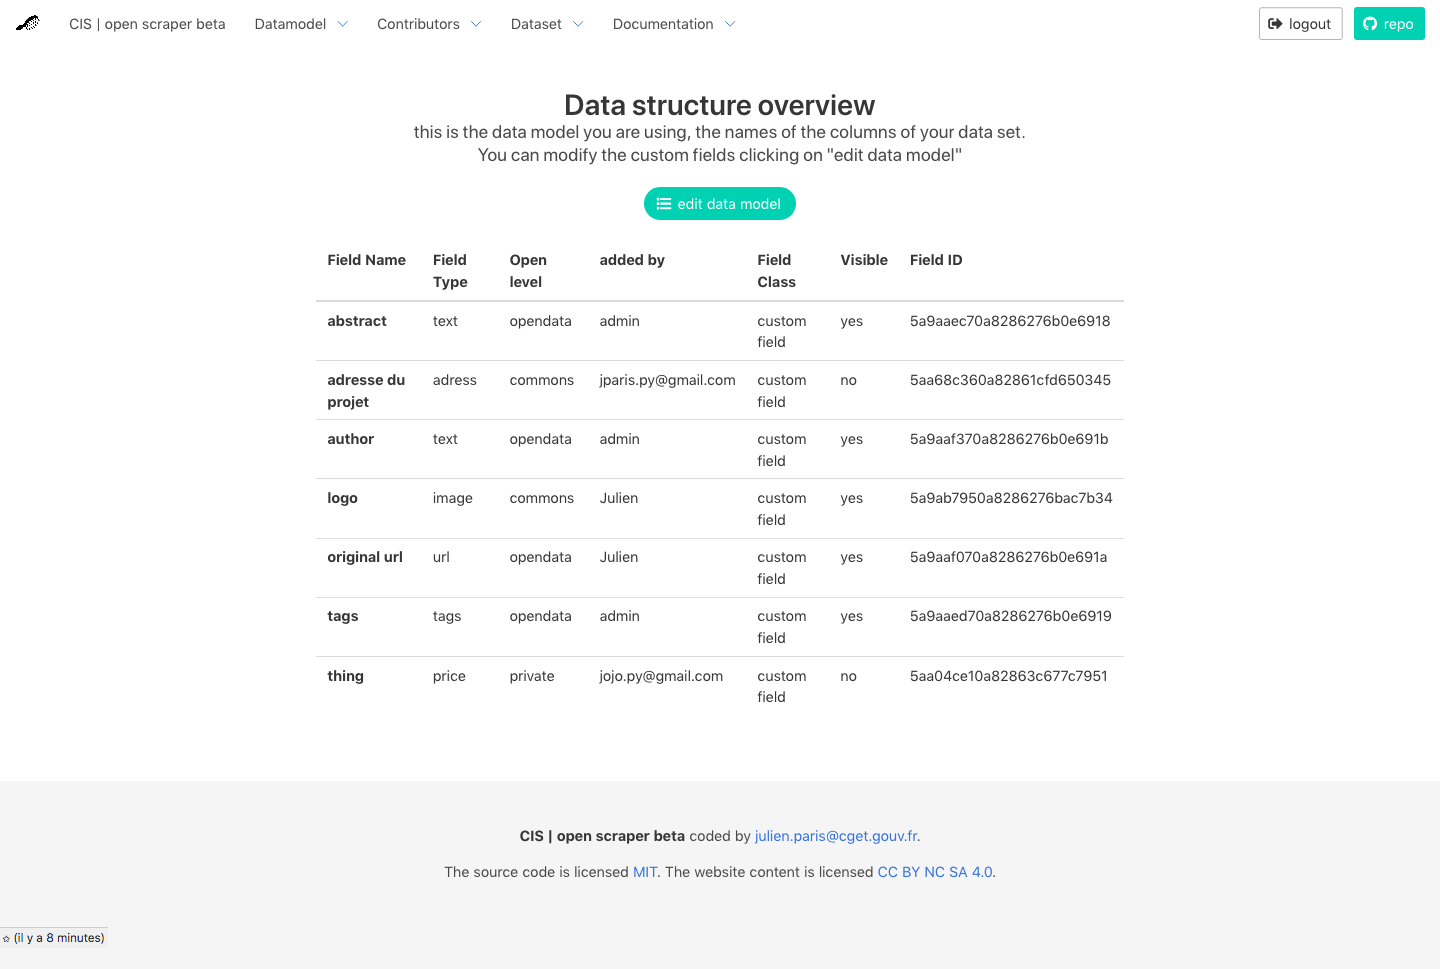 CIS | open scraper beta Datamodel Contributors Dataset Documentation logout repo
Data structure overview
this is the data model you are using, the names of the columns of your data set.
You can modify the custom fields clicking on "edit data model"
edit data model
Field Name Field Type Open level added by Field Class Visible Field ID
abstract text opendata admin custom field yes 5a9aaec70a8286276b0e6918
adresse du projet adress commons jparis.py@gmail.com custom field no 5aa68c360a82861cfd650345
author text opendata admin custom field yes 5a9aaf370a8286276b0e691b
logo image commons Julien custom field yes 5a9ab7950a8286276bac7b34
original url url opendata Julien custom field yes 5a9aaf070a8286276b0e691a
tags tags opendata admin custom field yes 5a9aaed70a8286276b0e6919
thing price private jojo.py@gmail.com custom field no 5aa04ce10a82863c677c7951
CIS | open scraper beta coded by julien.paris@cget.gouv.fr.
The source code is licensed MIT. The website content is licensed CC BY NC SA 4.0.
(il y a 8 minutes)